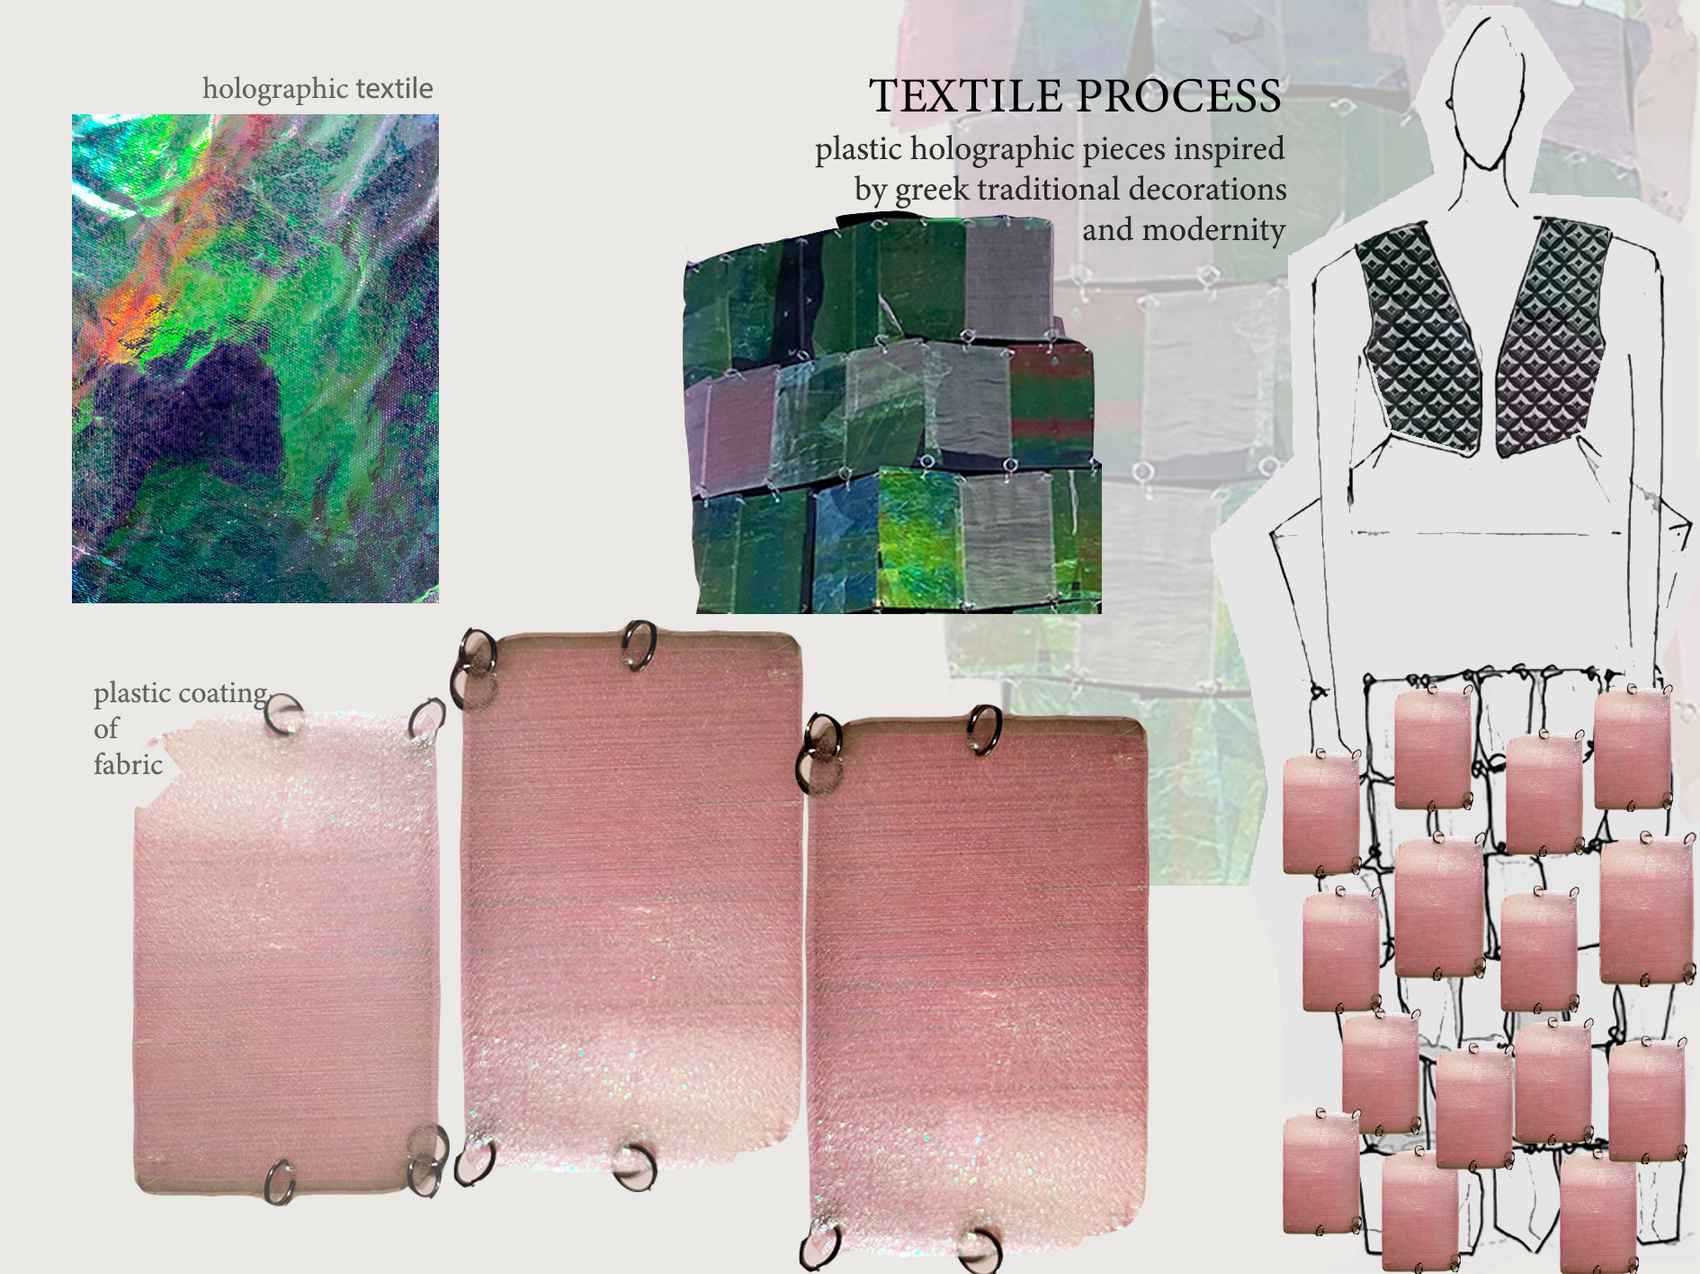 holographic textile
TEXTILE PROCESS
plastic holographic pieces inspired
by greek traditional decorations
and modernity
plastic coating
of
fabric